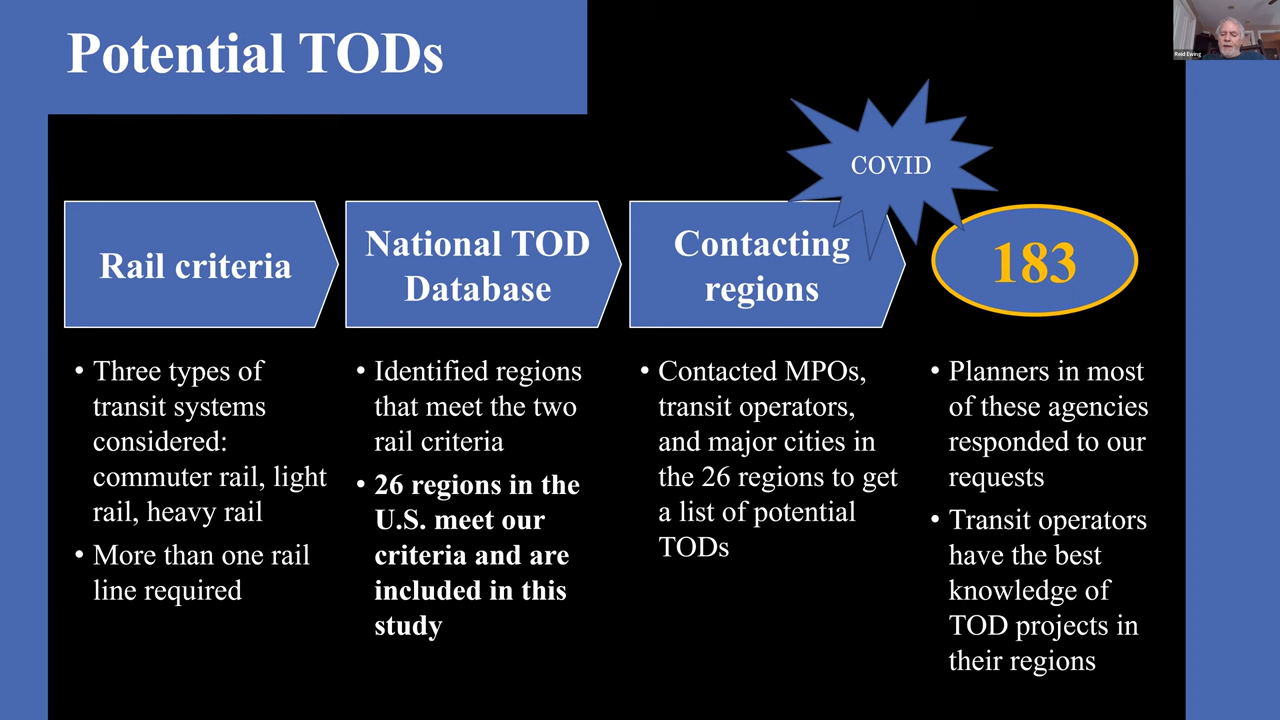 Potential TODs
Reid Ewing
COVID
Rail criteria
National TOD
Database
Contacting
regions
183
• Three types of
transit systems
considered:
commuter rail, light
rail, heavy rail
• More than one rail
line required
• Identified regions
that meet the two
rail criteria
• 26 regions in the
U.S. meet our
criteria and are
included in this
study
• Contacted MPOs,
transit operators,
and major cities in
the 26 regions to get
a list of potential
TODs
• Planners in most
of these agencies
responded to our
requests
• Transit operators
have the best
knowledge of
TOD projects in
their regions